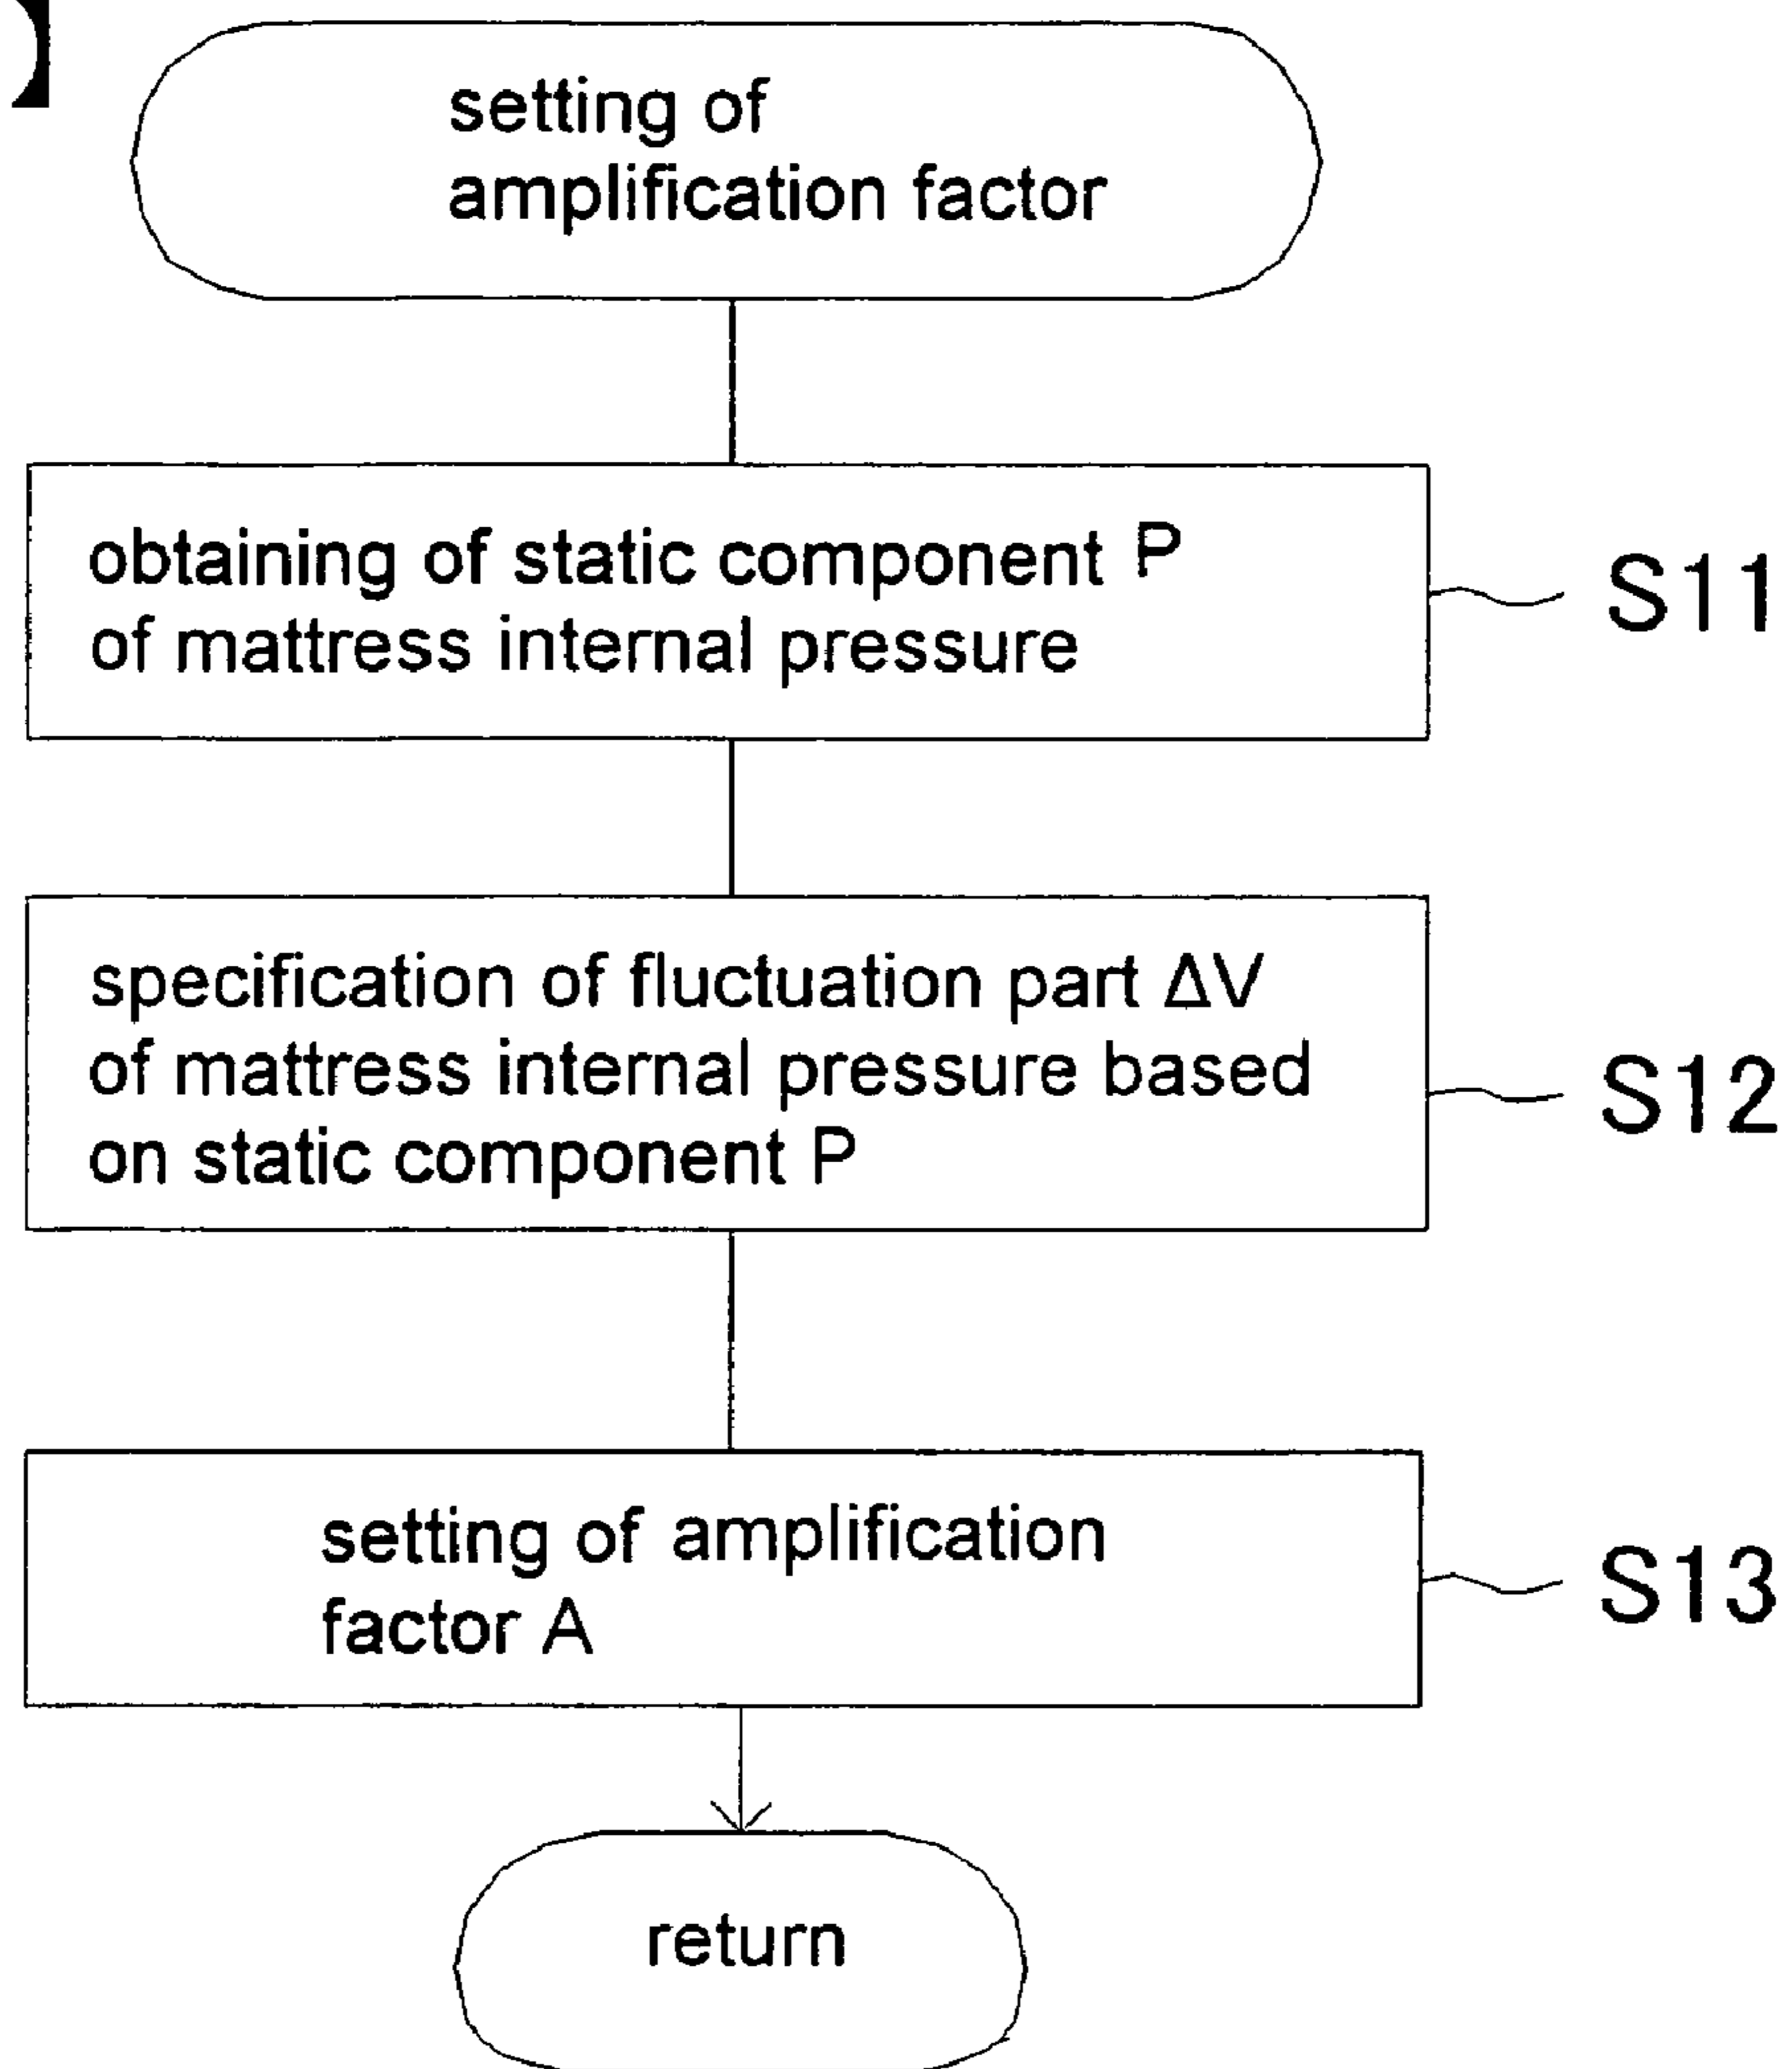 setting of
amplification factor
obtaining of static component P
of mattress internal pressure
S11
specification of fluctuation part ΔV
of mattress internal pressure based
on static component P
S12
setting of amplification
factor A
S13
return